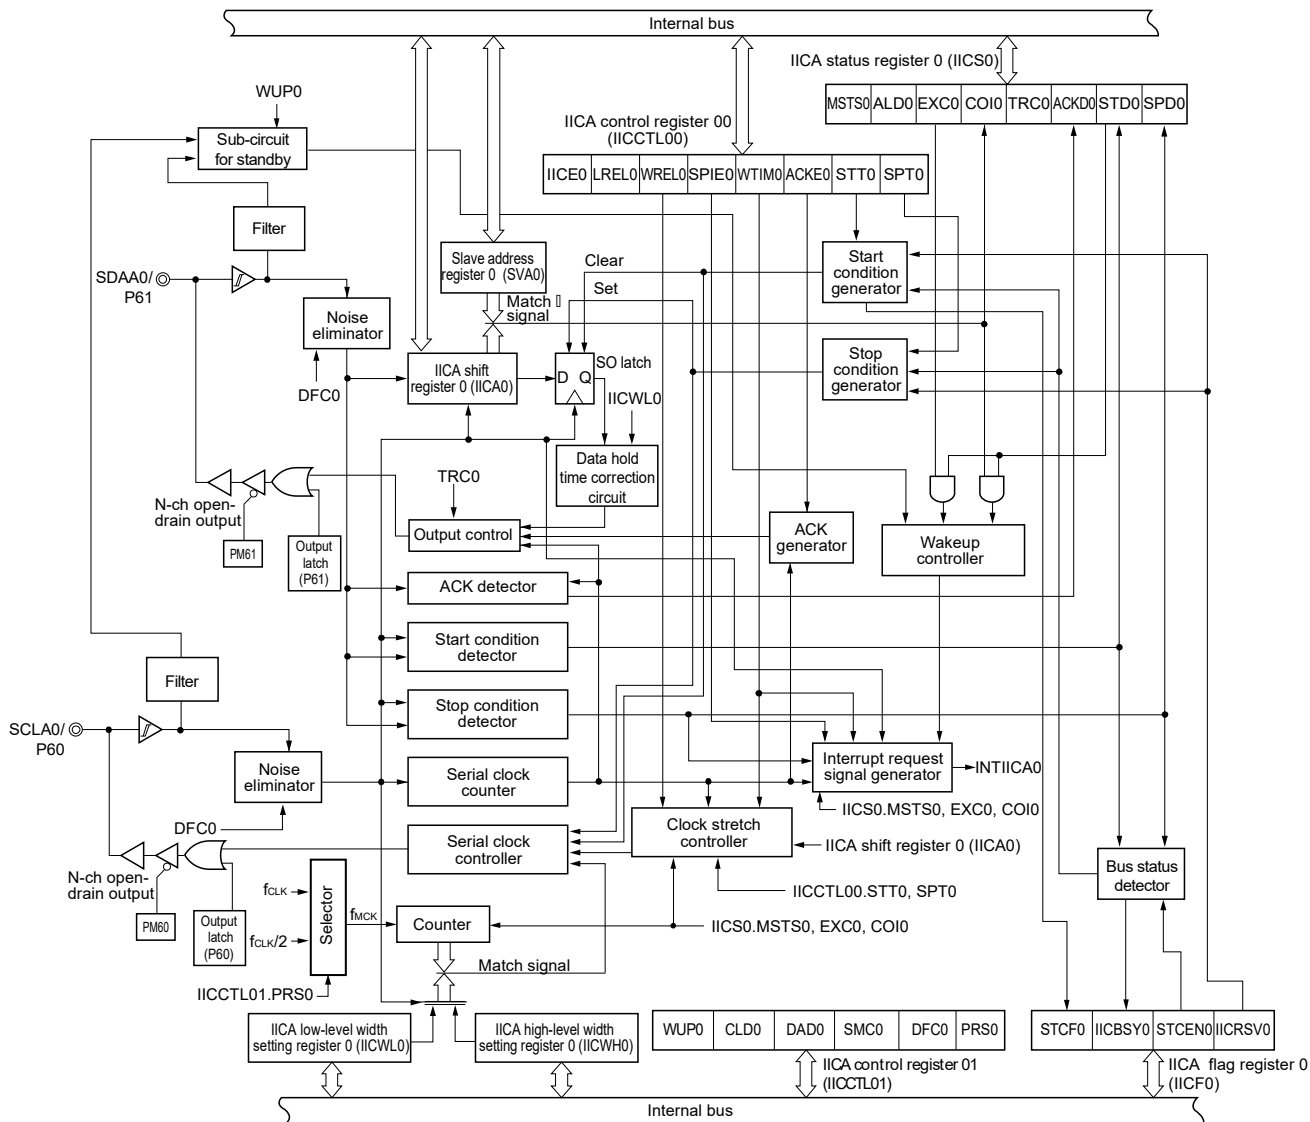 Internal bus
IICA status register 0 (IICS0)
MSTS0 ALD0 EXC0 COI0 TRC0 ACKD0 STD0 SPD0
WUP0
Sub-circuit
for standby
IICA control register 00
(IICCTL00)
IICE0 LREL0 WREL0 SPIE0 WTIM0 ACKE0 STT0 SPT0
Filter
SDAA0/
P61
Slave address
register 0 (SVA0)
Clear
Set
Start
condition
generator
Match
signal
Noise
eliminator
DFC0
IICA shift
register 0 (IICA0)
SO latch
D Q
IICWL0
Stop
condition
generator
Data hold
time correction
circuit
TRC0
N-ch open-
drain output
PM61
Output
latch
(P61)
Output control
ACK
generator
Wakeup
controller
ACK detector
Start condition
detector
Filter
Stop condition
detector
SCLA0/
P60
Noise
eliminator
DFC0
Serial clock
counter
Interrupt request
signal generator
INTIICA0
IICS0.MSTS0, EXC0, COI0
Serial clock
controller
Clock stretch
controller
IICA shift register 0 (IICA0)
Bus status
detector
N-ch open-
drain output
PM60
Output
latch
(P60)
fCLK
fCLK/2
Selector
fMCK
Counter
IICCTL00.STT0, SPT0
IICS0.MSTS0, EXC0, COI0
Match signal
IICCTL01.PRS0
IICA low-level width
setting register 0 (IICWL0)
IICA high-level width
setting register 0 (IICWH0)
WUP0 CLD0 DAD0 SMC0 DFC0 PRS0
STCF0 IICBSY0 STCEN0 IICRSV0
IICA control register 01
(IICCTL01)
IICA flag register 0
(IICF0)
Internal bus